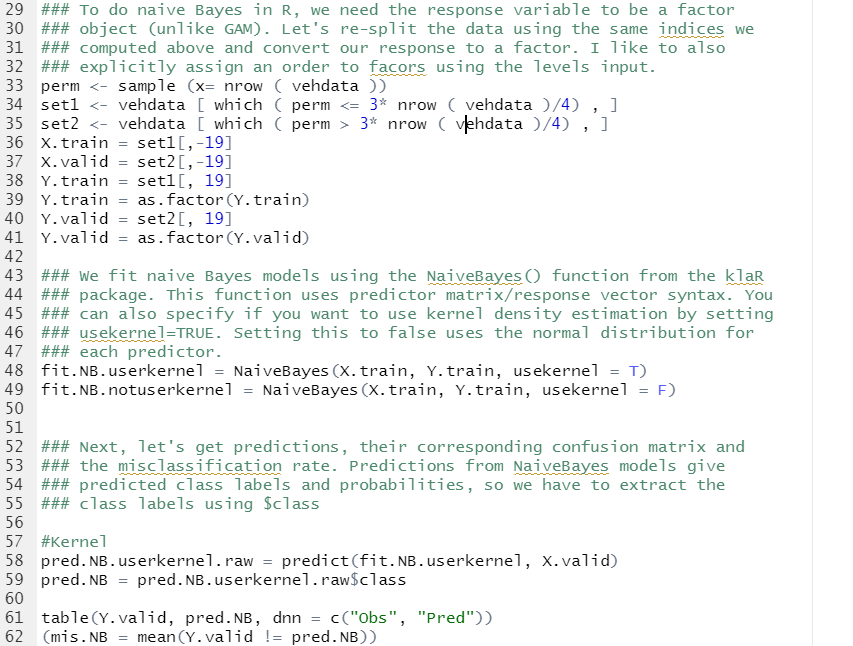 29 ### To do naive Bayes in R, we need the response variable to be a factor
30 ### object (unlike GAM). Let's re-split the data using the same indices we
31 ### computed above and convert our response to a factor. I like to also
32 ### explicitly assign an order to facors using the levels input.
33 perm <- sample (x= nrow ( vehdata ))
34 set1 <- vehdata [ which ( perm <= 3* nrow ( vehdata )/4) , ]
35 set2 <- vehdata [ which ( perm > 3* nrow ( vehdata )/4) , ]
36 X.train = set1[,-19]
37 X.valid = set2[,-19]
38 Y.train = set1[, 19]
39 Y.train = as.factor(Y.train)
40 Y.valid = set2[, 19]
41 Y.valid = as.factor(Y.valid)
42
43 ### We fit naive Bayes models using the NaiveBayes() function from the klaR
44 ### package. This function uses predictor matrix/response vector syntax. You
45 ### can also specify if you want to use kernel density estimation by setting
46 ### usekernel=TRUE. Setting this to false uses the normal distribution for
47 ### each predictor.
48 fit.NB.userkernel = NaiveBayes(X.train, Y.train, usekernel = T)
49 fit.NB.notuserkernel = NaiveBayes(X.train, Y.train, usekernel = F)
50
51
52 ### Next, let's get predictions, their corresponding confusion matrix and
53 ### the misclassification rate. Predictions from NaiveBayes models give
54 ### predicted class labels and probabilities, so we have to extract the
55 ### class labels using $class
56
57 #Kernel
58 pred.NB.userkernel.raw = predict(fit.NB.userkernel, X.valid)
59 pred.NB = pred.NB.userkernel.raw$class
60
61 table(Y.valid, pred.NB, dnn = c("Obs", "Pred"))
62 (mis.NB = mean(Y.valid != pred.NB))